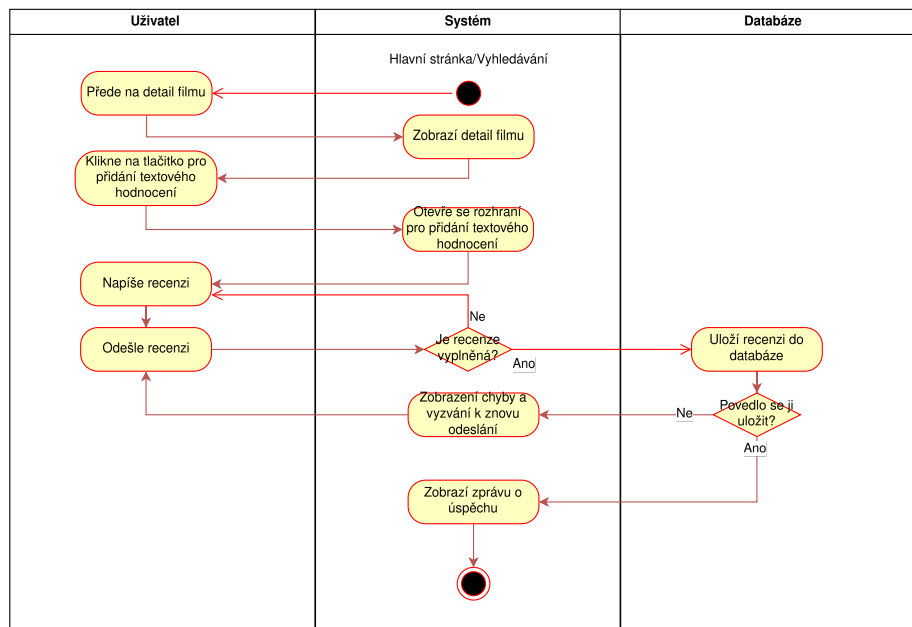 Uživatel
Systém
Databáze
Hlavní stránka/Vyhledávání
Přede na detail filmu
Zobrazí detail filmu
Klikne na tlačitko pro
přidání textového
hodnocení
Otevře se rozhraní
pro přidání textového
hodnocení
Napíše recenzi
Ne
Odešle recenzi
Je recenze
vyplněná?
Ano
Uloží recenzi do
databáze
Zobrazení chyby a
vyzvání k znovu
odeslání
Ne
Povedlo se ji
uložit?
Ano
Zobrazí zprávu o
úspěchu